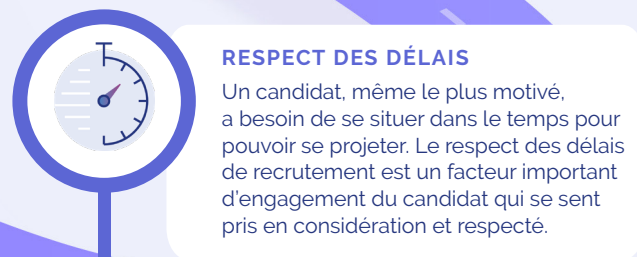 RESPECT DES DÉLAIS
Un candidat, même le plus motivé,
a besoin de se situer dans le temps pour
pouvoir se projeter. Le respect des délais
de recrutement est un facteur important
d’engagement du candidat qui se sent
pris en considération et respecté.